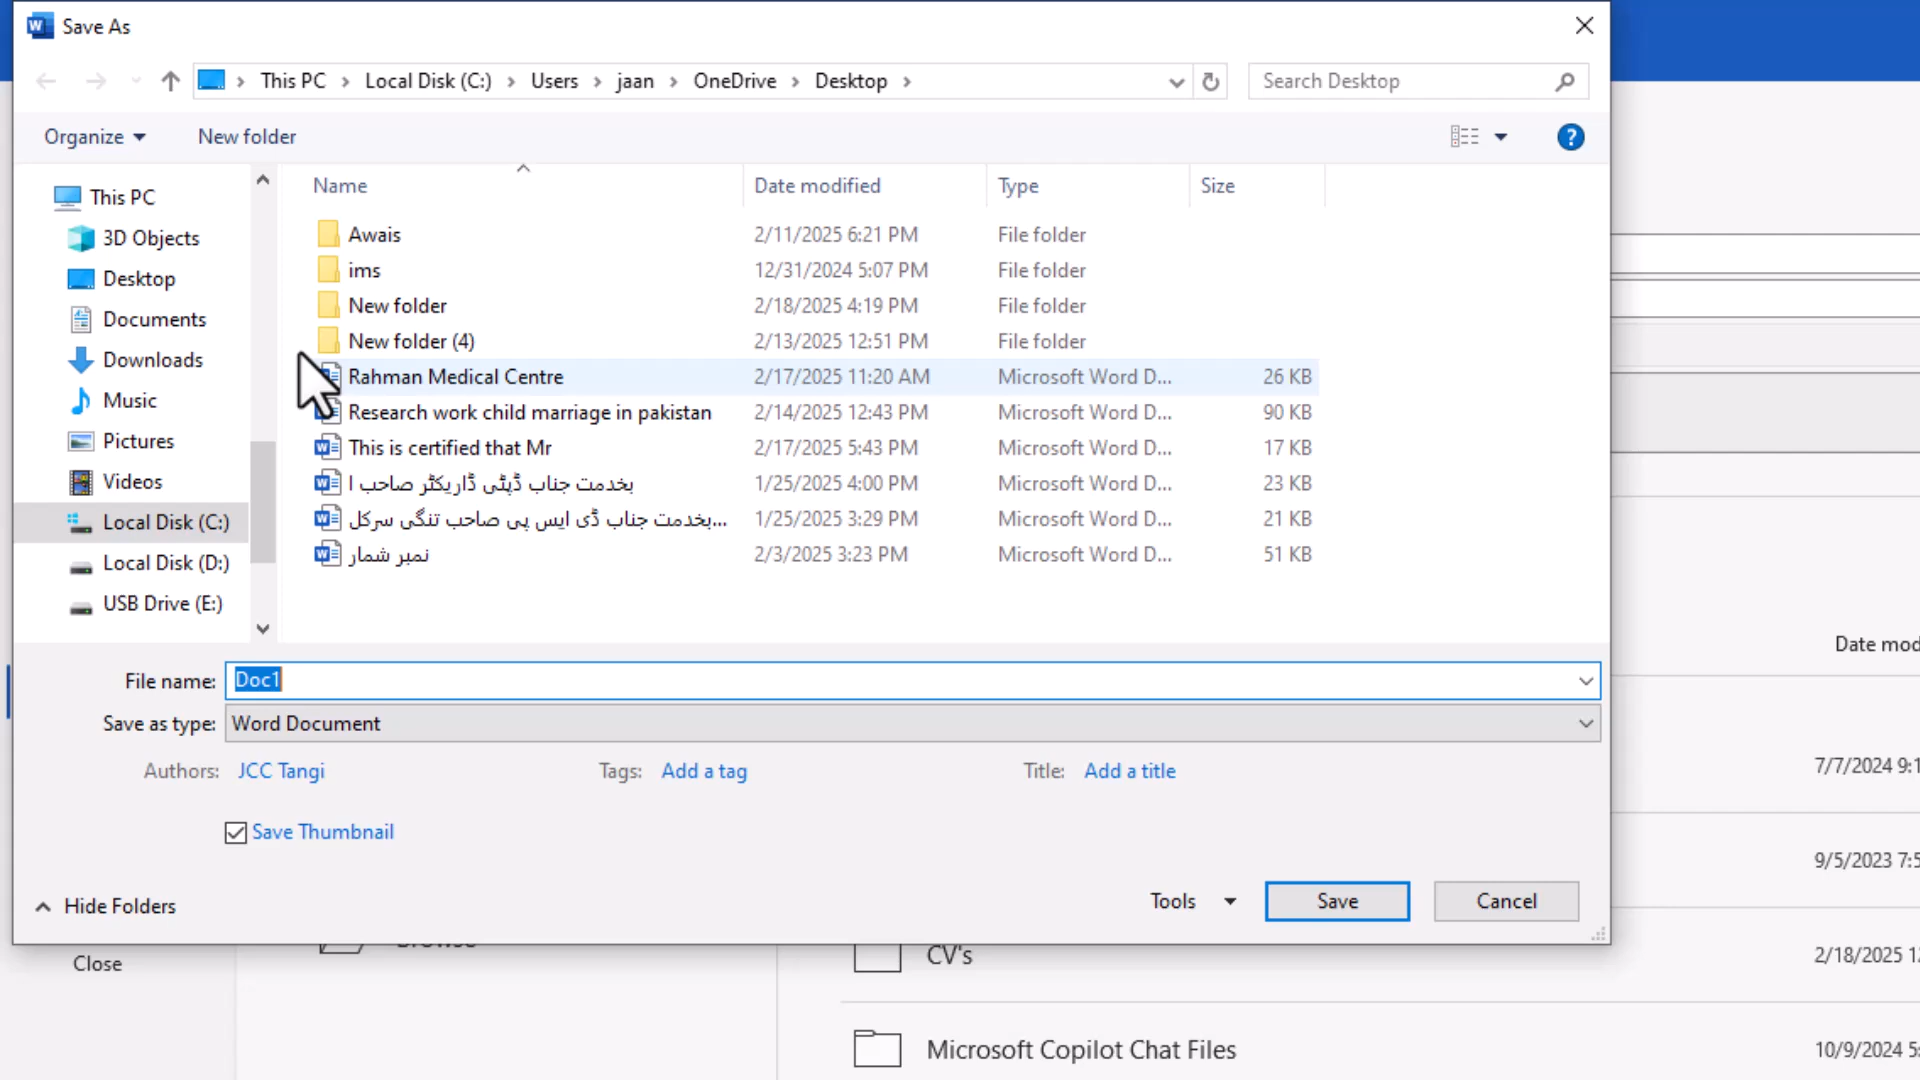 Save As
This PC > Local Disk (C:) > Users > jaan > OneDrive > Desktop >
Search Desktop
Organize
New folder
Name Date modified Type Size
This PC
3D Objects
Desktop
Documents
Downloads
Music
Pictures
Videos
Local Disk (C:)
Local Disk (D:)
USB Drive (E:)
Awais 2/11/2025 6:21 PM File folder
ims 12/31/2024 5:07 PM File folder
New folder 2/18/2025 4:19 PM File folder
New folder (4) 2/13/2025 12:51 PM File folder
Rahman Medical Centre 2/17/2025 11:20 AM Microsoft Word D... 26 KB
Research work child marriage in pakistan 2/14/2025 12:43 PM Microsoft Word D... 90 KB
This is certified that Mr 2/17/2025 5:43 PM Microsoft Word D... 17 KB
بخدمت جناب ڈپٹی ڈاریکٹر صاحب ا 1/25/2025 4:00 PM Microsoft Word D... 23 KB
بخدمت جناب ڈی ایس پی صاحب تنگی سرکل... 1/25/2025 3:29 PM Microsoft Word D... 21 KB
نمبر شمار 2/3/2025 3:23 PM Microsoft Word D... 51 KB
File name: Doc1
Save as type: Word Document
Authors: JCC Tangi Tags: Add a tag Title: Add a title
Save Thumbnail
Hide Folders
Tools
Save
Cancel
Date mod
7/7/2024 9:1
9/5/2023 7:5
Close
CV's 2/18/2025 1
Microsoft Copilot Chat Files 10/9/2024 5: